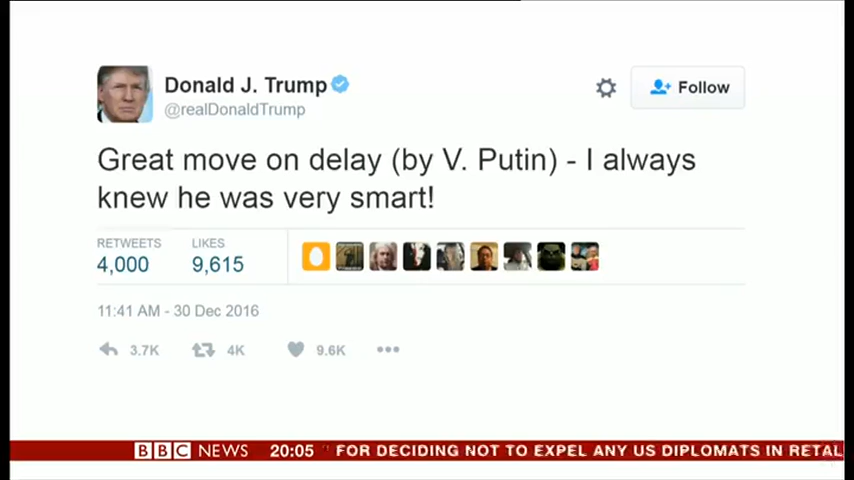 Donald J. Trump
@realDonaldTrump
Follow
Great move on delay (by V. Putin) - I always
knew he was very smart!
RETWEETS LIKES
4,000 9,615
11:41 AM - 30 Dec 2016
3.7K 4K 9.6K
BBC NEWS 20:05 " FOR DECIDING NOT TO EXPEL ANY US DIPLOMATS IN RETAL